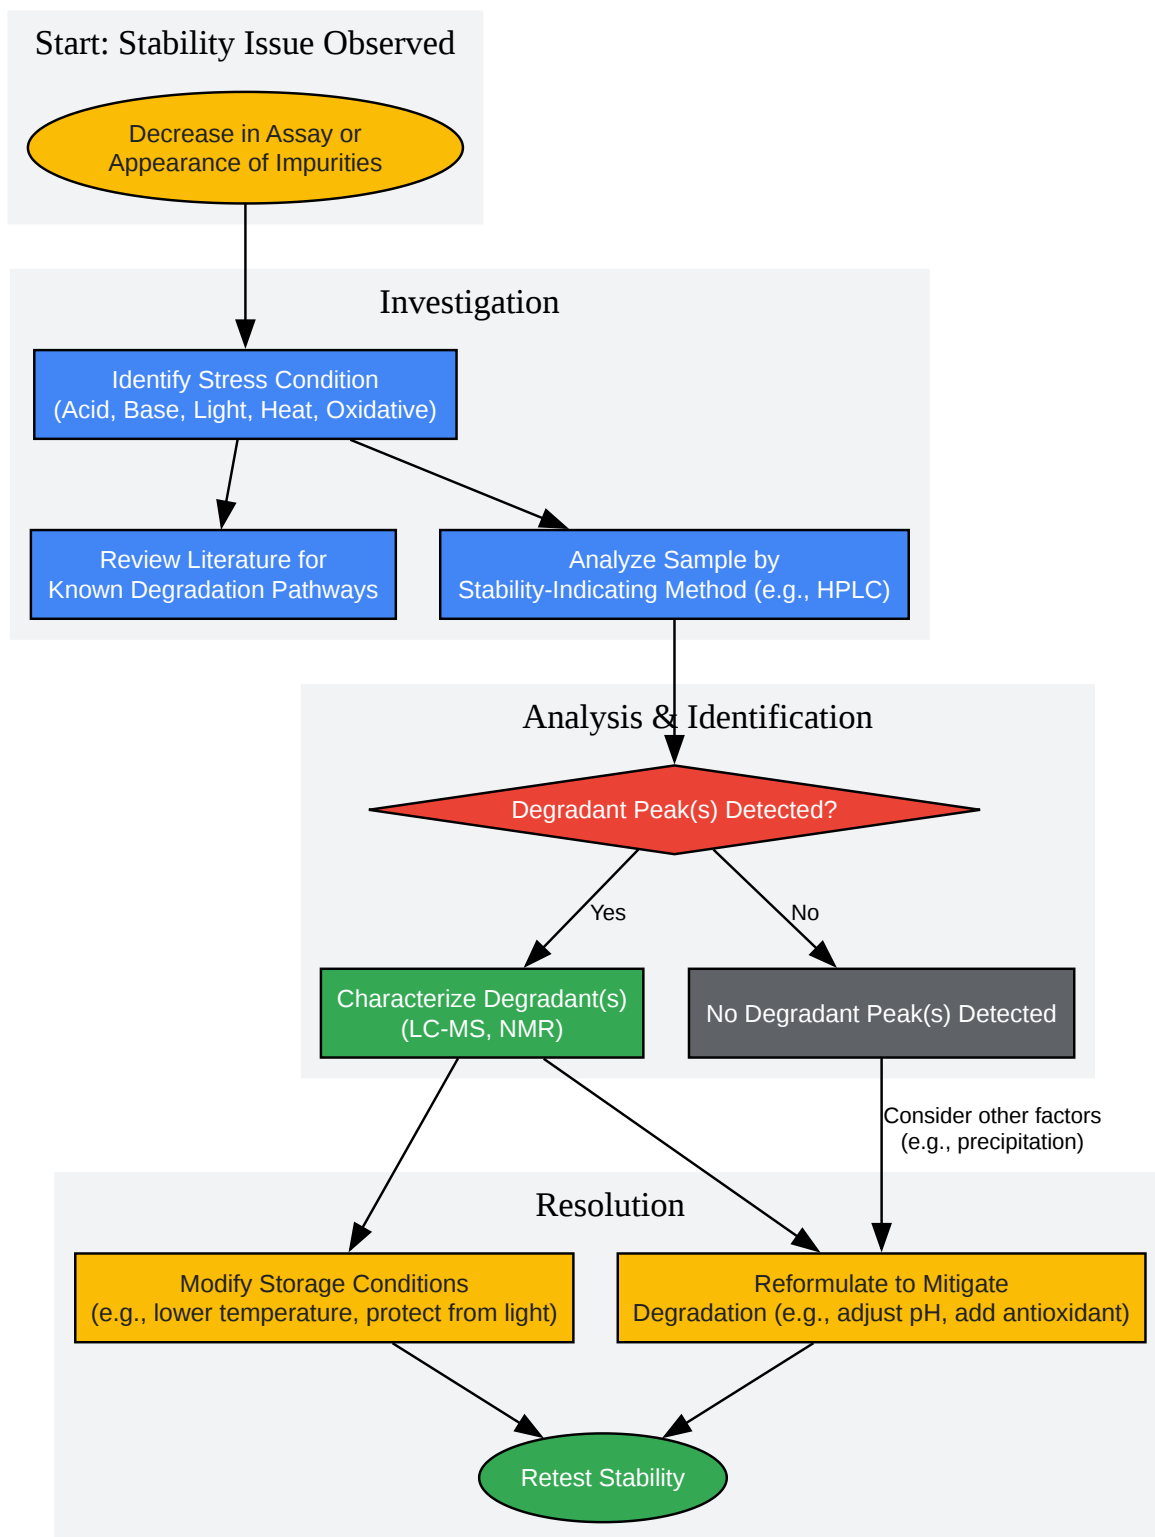 Start: Stability Issue Observed
Decrease in Assay or
Appearance of Impurities
Investigation
Identify Stress Condition
(Acid, Base, Light, Heat, Oxidative)
Review Literature for
Known Degradation Pathways
Analyze Sample by
Stability-Indicating Method (e.g., HPLC)
Analysis & Identification
Degradant Peak(s) Detected?
Yes
No
Characterize Degradant(s)
(LC-MS, NMR)
No Degradant Peak(s) Detected
Consider other factors
(e.g., precipitation)
Resolution
Modify Storage Conditions
(e.g., lower temperature, protect from light)
Reformulate to Mitigate
Degradation (e.g., adjust pH, add antioxidant)
Retest Stability